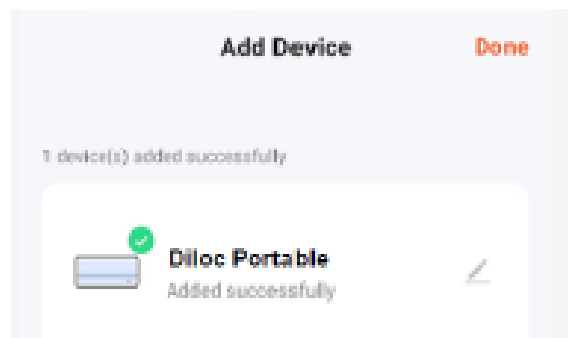 Add Device
Done
1 device(s) added successfully
Diloc Portable
Added successfully